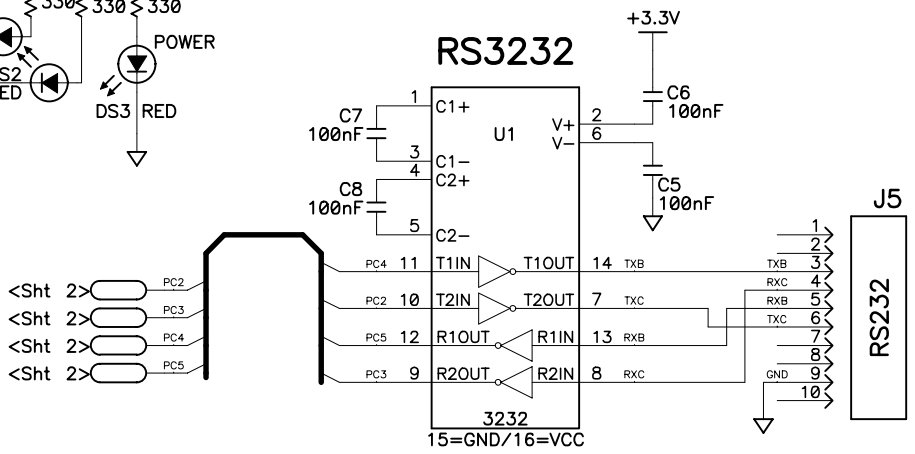 330 330 330
+3.3V
POWER
RS3232
S2
ED
DS3 RED
C6
100nF
1 C1+
C7
100nF
U1
V+ 2
V- 6
3 C1-
4 C2+
C8
100nF
C5
100nF
5 C2-
J5
RS232
1
2
PC4 11 T1IN T1OUT 14 TXB TXB 3
RXC 4
<Sht 2> PC2
PC2 10 T2IN T2OUT 7 TXC RXB 5
<Sht 2> PC3
TXC 6
<Sht 2> PC4
PC5 12 R1OUT R1IN 13 RXB 7
8
<Sht 2> PC5
PC3 9 R2OUT R2IN 8 RXC GND 9
10
3232
15=GND/16=VCC